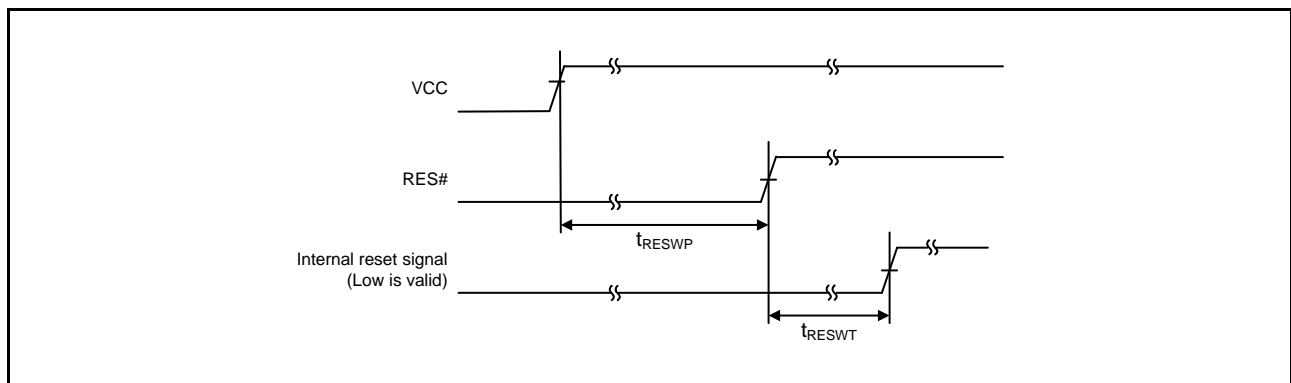 VCC
RES#
tRESWP
Internal reset signal
(Low is valid)
tRESWT